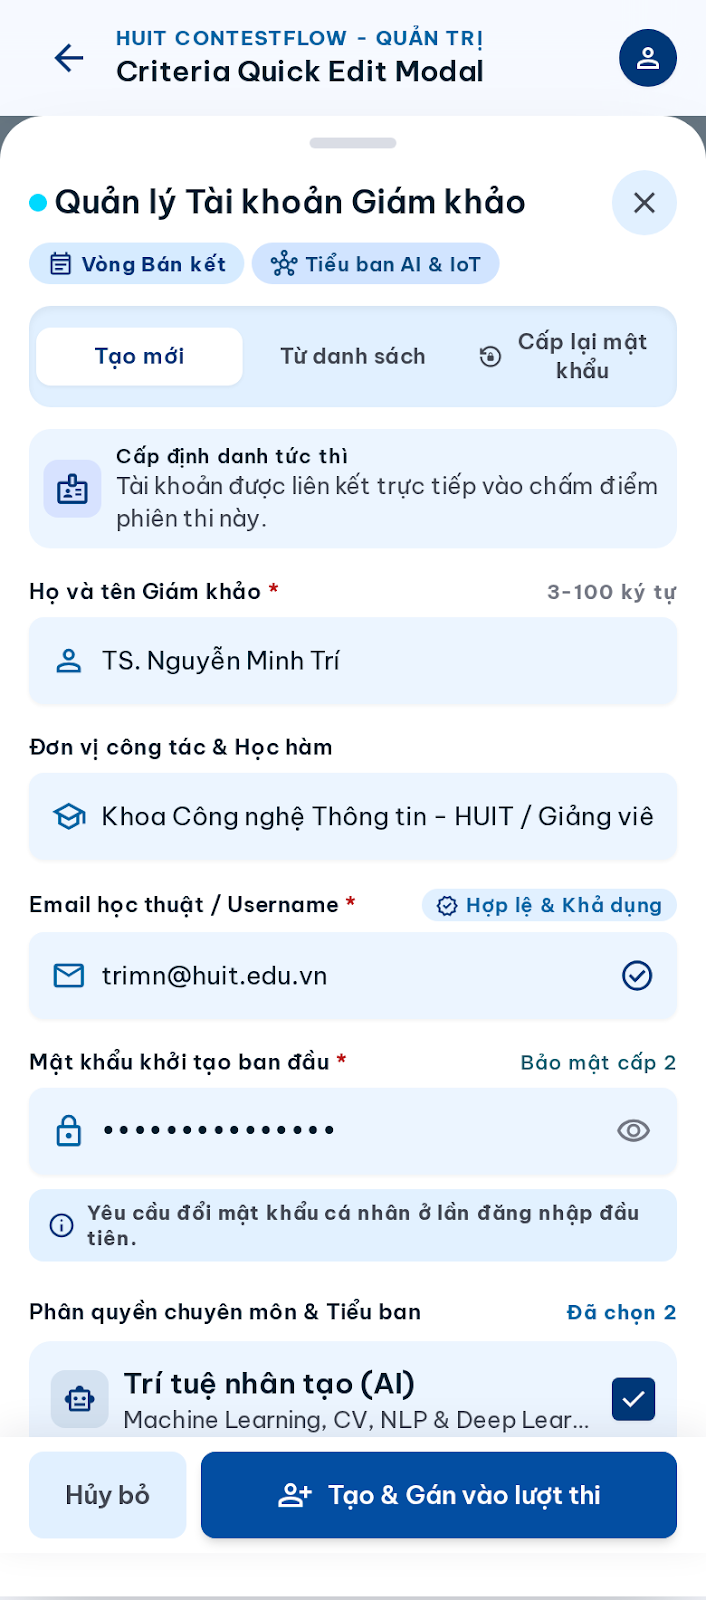 HUIT CONTESTFLOW - QUẢN TRỊ
Criteria Quick Edit Modal
Quản lý Tài khoản Giám khảo
Vòng Bán kết
Tiểu ban AI & IoT
Tạo mới
Từ danh sách
Cấp lại mật
khẩu
Cấp định danh tức thì
Tài khoản được liên kết trực tiếp vào chấm điểm
phiên thi này.
Họ và tên Giám khảo *
3-100 ký tự
TS. Nguyễn Minh Trí
Đơn vị công tác & Học hàm
Khoa Công nghệ Thông tin - HUIT / Giảng viê
Email học thuật / Username *
Hợp lệ & Khả dụng
trimn@huit.edu.vn
Mật khẩu khởi tạo ban đầu *
Bảo mật cấp 2
•••••••••••••••
Yêu cầu đổi mật khẩu cá nhân ở lần đăng nhập đầu
tiên.
Phân quyền chuyên môn & Tiểu ban
Đã chọn 2
Trí tuệ nhân tạo (AI)
Machine Learning, CV, NLP & Deep Lear...
Hủy bỏ
Tạo & Gán vào lượt thi